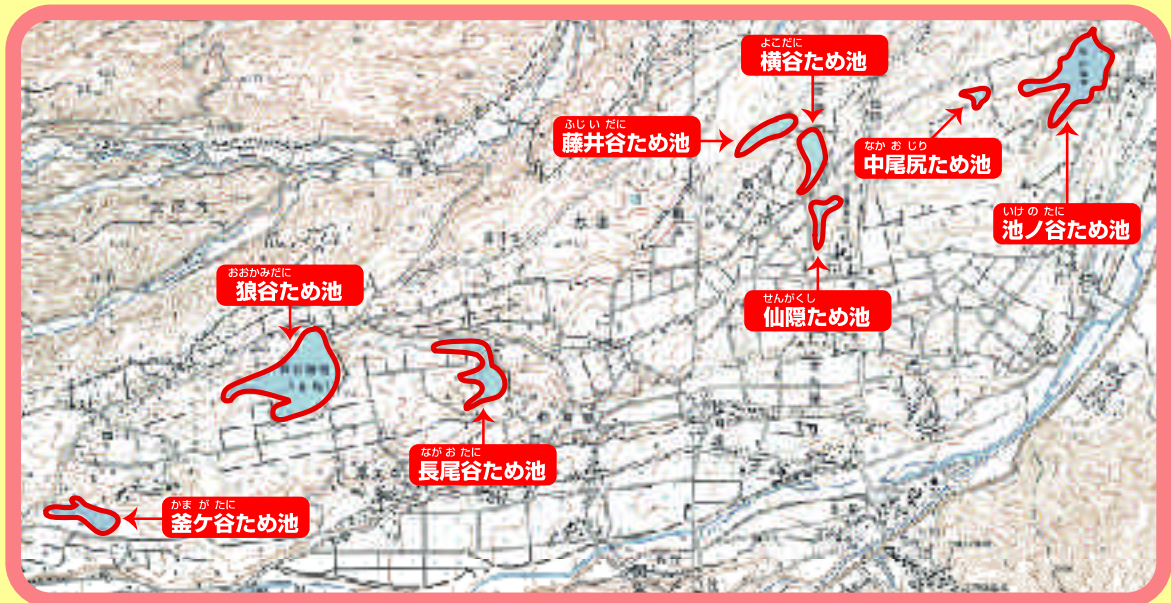 よこだに
横谷ため池
ふじいだに
藤井谷ため池
なかおじり
中尾尻ため池
いけのたに
池ノ谷ため池
せんがくし
仙隠ため池
おおかみだに
狼谷ため池
ながおたに
長尾谷ため池
かまがたに
釜ケ谷ため池